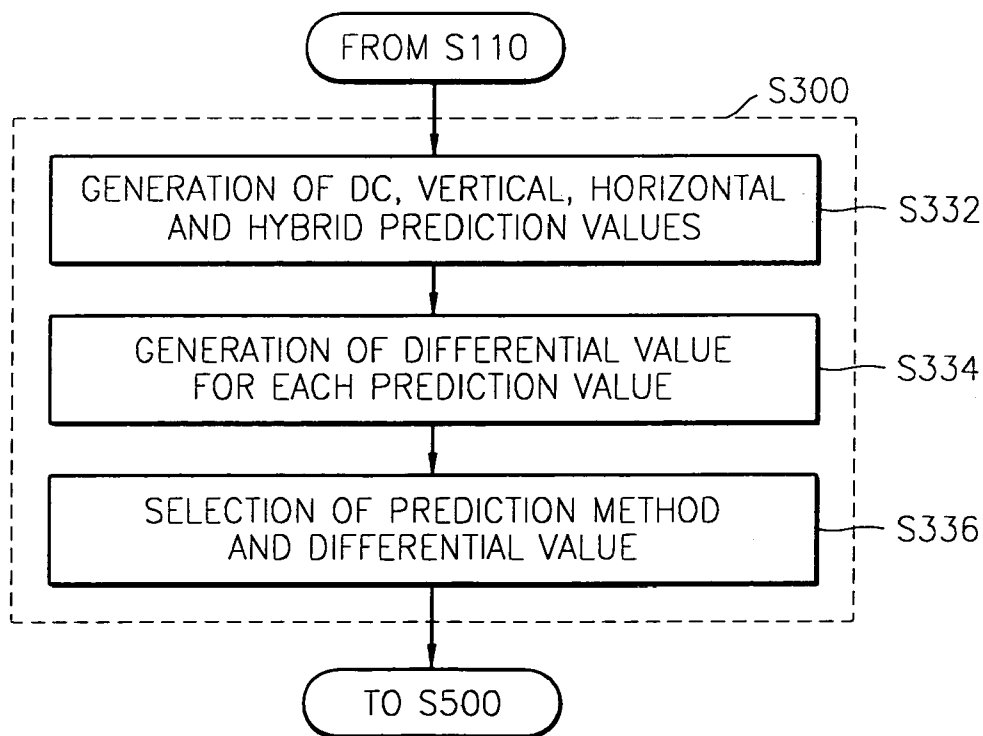 FROM S110
S300
GENERATION OF DC, VERTICAL, HORIZONTAL
AND HYBRID PREDICTION VALUES
S332
GENERATION OF DIFFERENTIAL VALUE
FOR EACH PREDICTION VALUE
S334
SELECTION OF PREDICTION METHOD
AND DIFFERENTIAL VALUE
S336
TO S500